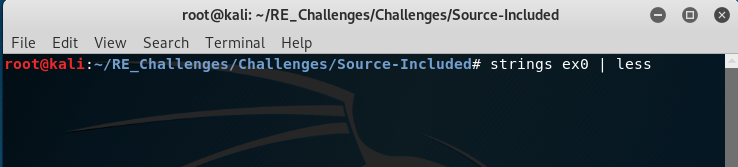 root@kali: ~/RE_Challenges/Challenges/Source-Included
File Edit View Search Terminal Help
root@kali:~/RE_Challenges/Challenges/Source-Included# strings ex0 | less